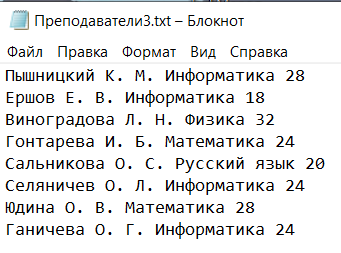 Преподаватели3.txt – Блокнот
Файл Правка Формат Вид Справка
Пышницкий К. М. Информатика 28
Ершов Е. В. Информатика 18
Виноградова Л. Н. Физика 32
Гонтарева И. Б. Математика 24
Сальникова О. С. Русский язык 20
Селяничев О. Л. Информатика 24
Юдина О. В. Математика 28
Ганичева О. Г. Информатика 24